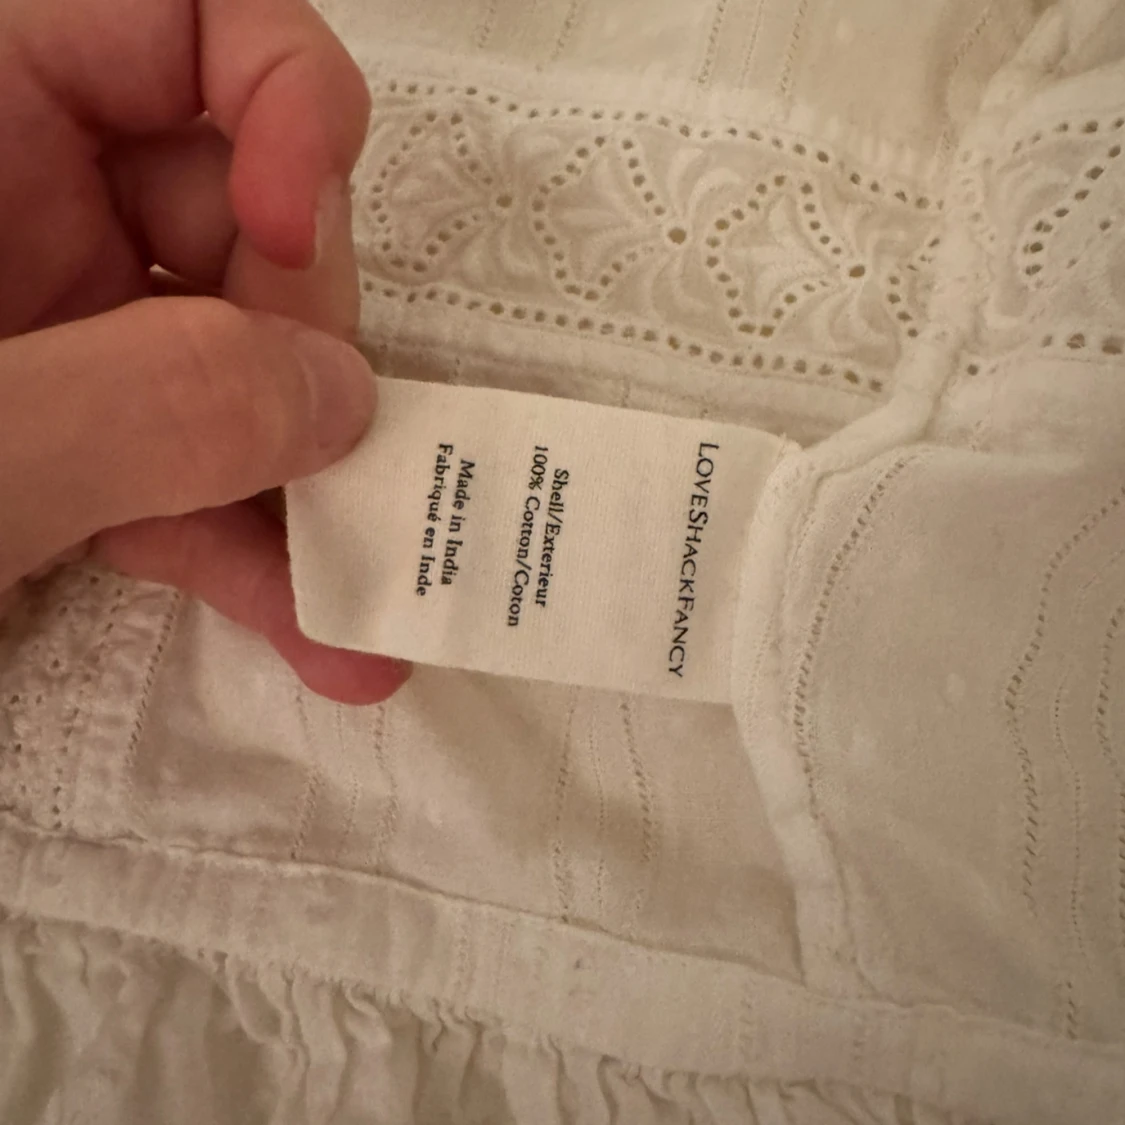 LOVESHACKFANCY
Shell/Exterieur
100% Cotton/Coton
Made in India
Fabriqué en Inde